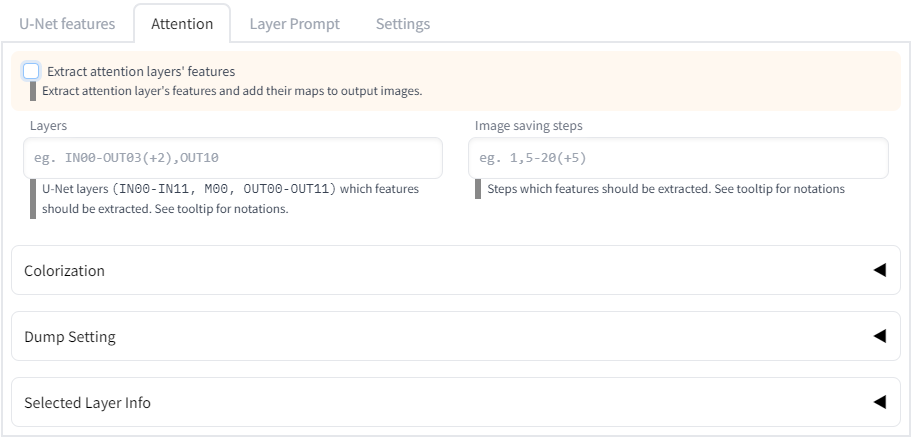 U-Net features Attention Layer Prompt Settings
Extract attention layers' features
Extract attention layer's features and add their maps to output images.
Layers
eg. IN00-OUT03(+2),OUT10
U-Net layers (IN00-IN11, M00, OUT00-OUT11) which features
should be extracted. See tooltip for notations.
Image saving steps
eg. 1,5-20(+5)
Steps which features should be extracted. See tooltip for notations
Colorization
Dump Setting
Selected Layer Info